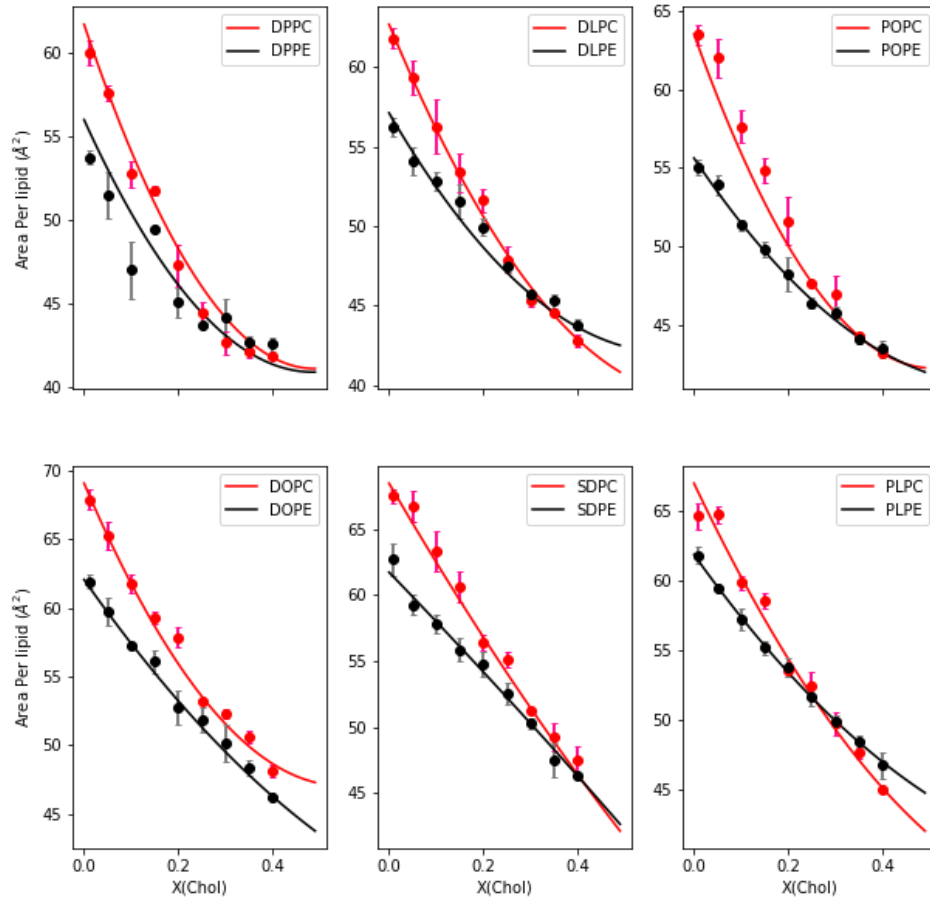 DPPC
DPPE
60
55
50
45
40
Area Per lipid (Å²)
DLPC
DLPE
60
55
50
45
40
POPC
POPE
65
60
55
50
45
DOPC
DOPE
70
65
60
55
50
45
Area Per lipid (Å²)
0.0 0.2 0.4
X(Chol)
SDPC
SDPE
65
60
55
50
45
0.0 0.2 0.4
X(Chol)
PLPC
PLPE
65
60
55
50
45
0.0 0.2 0.4
X(Chol)